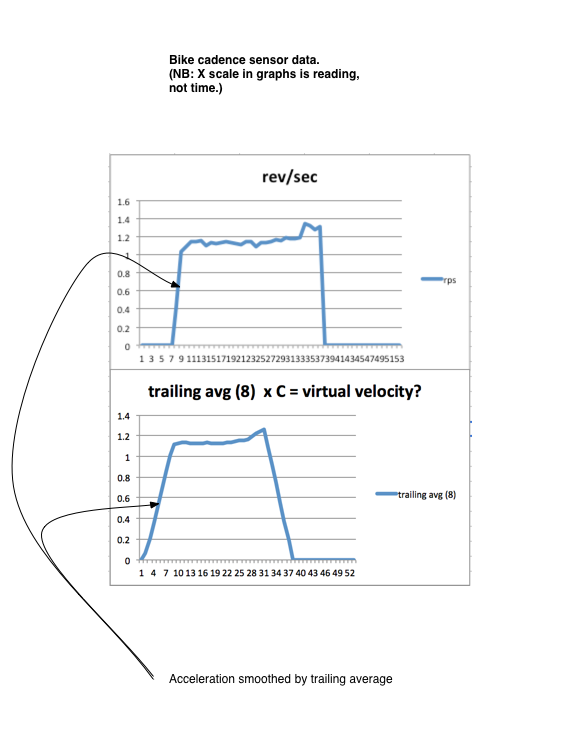 Bike cadence sensor data.
(NB: X scale in graphs is reading,
not time.)
rev/sec
1.6
1.4
1.2
1
0.8
0.6
0.4
0.2
0
rps
1 3 5 7 9 11131517192123252729313335373941434547495153
trailing avg (8) x C = virtual velocity?
1.4
1.2
1
0.8
0.6
0.4
0.2
0
trailing avg (8)
1 4 7 10 13 16 19 22 25 28 31 34 37 40 43 46 49 52
Acceleration smoothed by trailing average